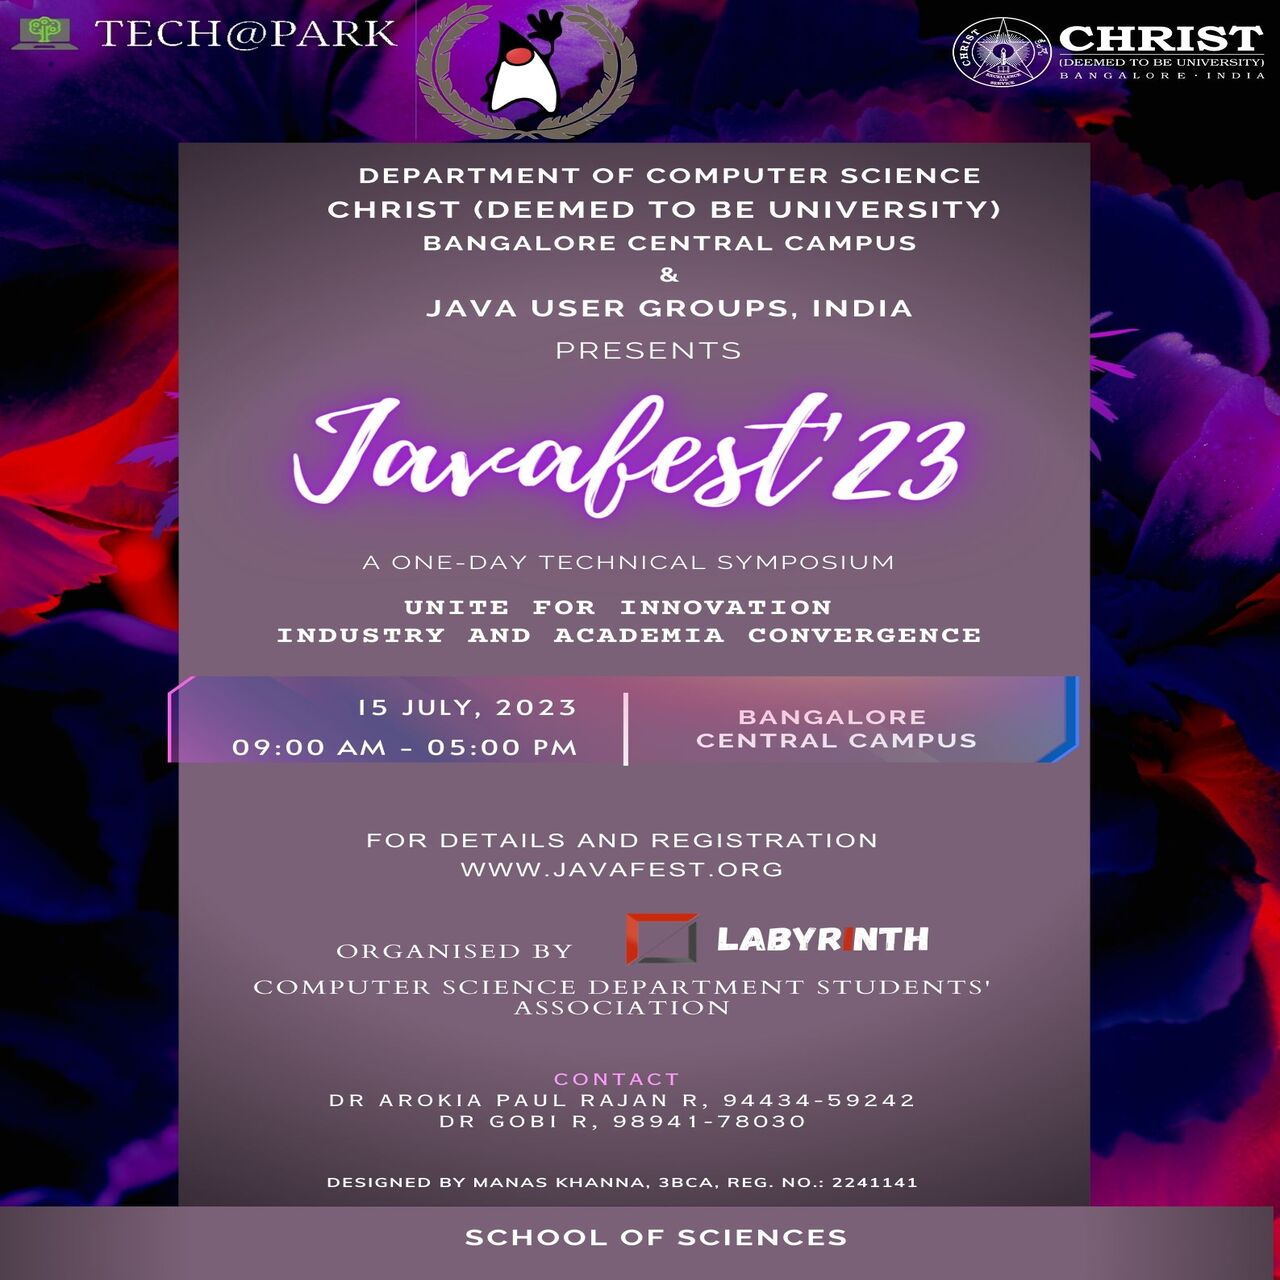 TECH@PARK
CHRIST
(DEEMED TO BE UNIVERSITY)
BANGALORE · INDIA
CHRIST
EXCELLENCE
AND
SERVICE
DEPARTMENT OF COMPUTER SCIENCE
CHRIST (DEEMED TO BE UNIVERSITY)
BANGALORE CENTRAL CAMPUS
&
JAVA USER GROUPS, INDIA
PRESENTS
Javafest'23
A ONE-DAY TECHNICAL SYMPOSIUM
UNITE FOR INNOVATION
INDUSTRY AND ACADEMIA CONVERGENCE
15 JULY, 2023
09:00 AM - 05:00 PM
BANGALORE
CENTRAL CAMPUS
FOR DETAILS AND REGISTRATION
WWW.JAVAFEST.ORG
ORGANISED BY
LABYRINTH
COMPUTER SCIENCE DEPARTMENT STUDENTS'
ASSOCIATION
CONTACT
DR AROKIA PAUL RAJAN R, 94434-59242
DR GOBI R, 98941-78030
DESIGNED BY MANAS KHANNA, 3BCA, REG. NO.: 2241141
SCHOOL OF SCIENCES